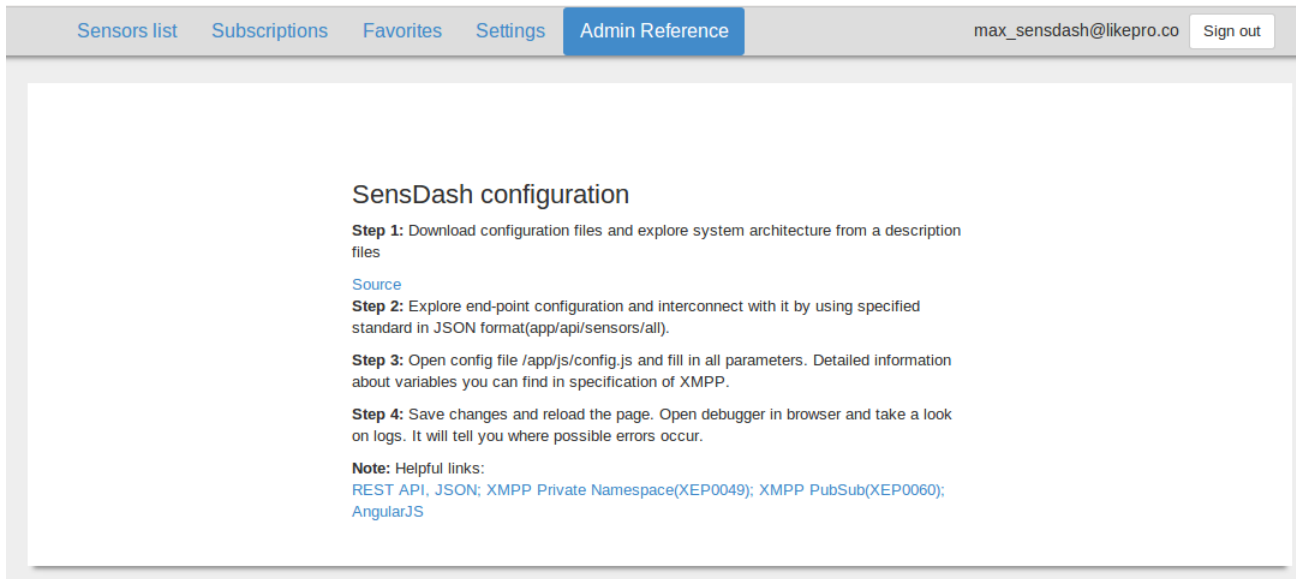 Sensors list Subscriptions Favorites Settings Admin Reference max_sensdash@likepro.co Sign out
SensDash configuration
Step 1: Download configuration files and explore system architecture from a description
files
Source
Step 2: Explore end-point configuration and interconnect with it by using specified
standard in JSON format(app/api/sensors/all).
Step 3: Open config file /app/js/config.js and fill in all parameters. Detailed information
about variables you can find in specification of XMPP.
Step 4: Save changes and reload the page. Open debugger in browser and take a look
on logs. It will tell you where possible errors occur.
Note: Helpful links:
REST API, JSON; XMPP Private Namespace(XEP0049); XMPP PubSub(XEP0060);
AngularJS